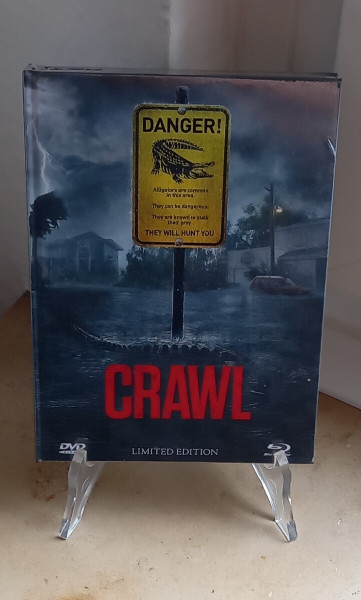 DANGER!
Alligators are common
in this area.
They can be dangerous.
They are known to stalk
their prey.
THEY WILL HUNT YOU
CRAWL
DVD
LIMITED EDITION